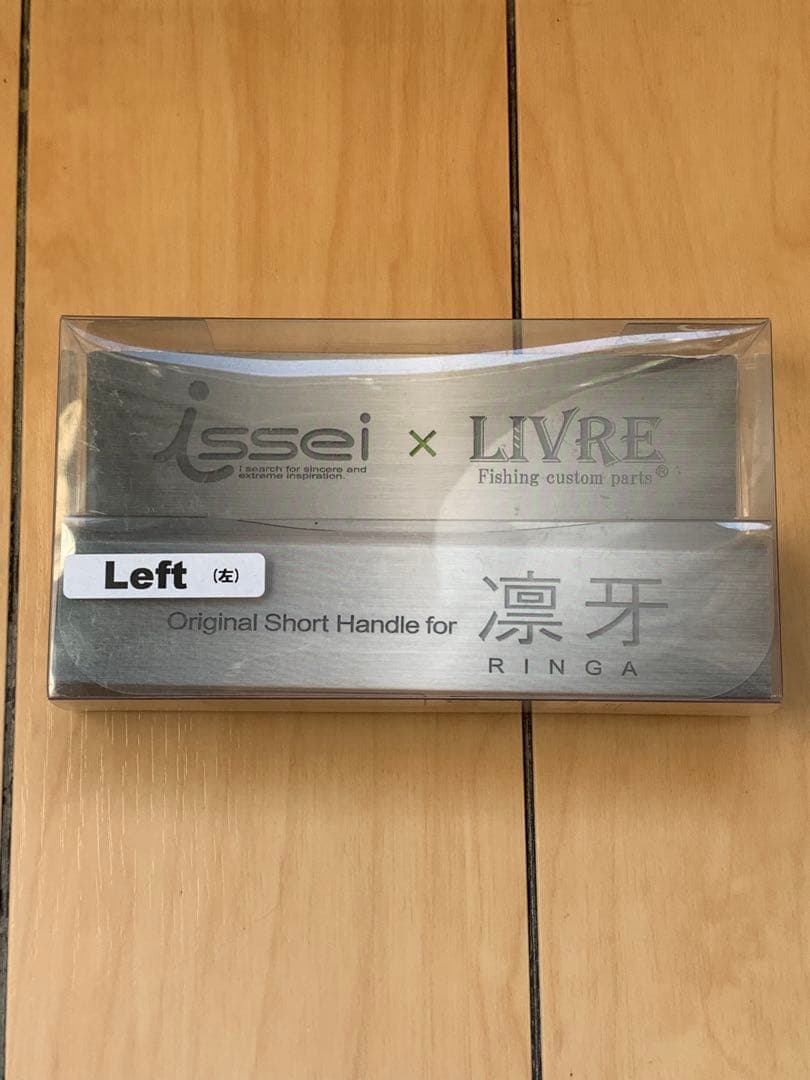 issei × LIVRE
i search for sincere and
extreme inspiration.
Fishing custom parts®
Left (左)
Original Short Handle for 凛牙
RINGA